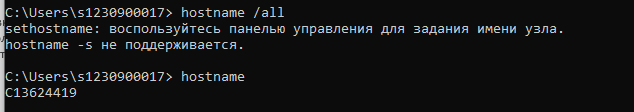 C:\Users\s1230900017> hostname /all
sethostname: воспользуйтесь панелью управления для задания имени узла.
hostname -s не поддерживается.
C:\Users\s1230900017> hostname
C13624419